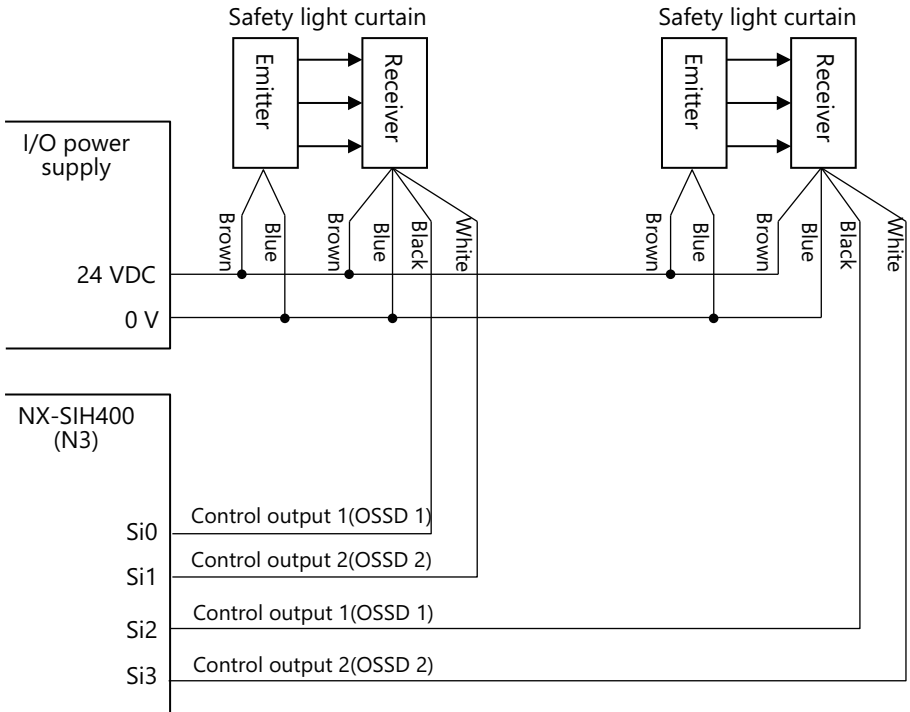 Safety light curtain
Safety light curtain
Emitter
Receiver
Emitter
Receiver
I/O power
supply
Brown
Blue
Brown
Blue
Black
White
Brown
Blue
Brown
Blue
Black
White
24 VDC
0 V
NX-SIH400
(N3)
Si0
Control output 1(OSSD 1)
Si1
Control output 2(OSSD 2)
Si2
Control output 1(OSSD 1)
Si3
Control output 2(OSSD 2)